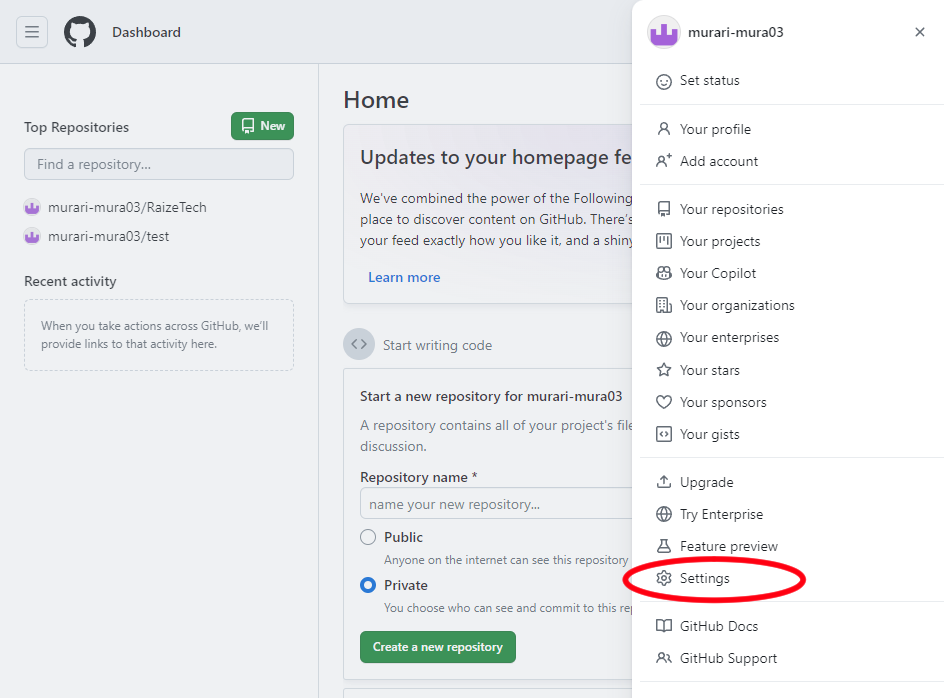 Dashboard
Top Repositories
New
Find a repository...
murari-mura03/RaizeTech
murari-mura03/test
Recent activity
When you take actions across GitHub, we'll
provide links to that activity here.
Home
Updates to your homepage fe
We've combined the power of the Following
place to discover content on GitHub. There's
your feed exactly how you like it, and a shiny
Learn more
Start writing code
Start a new repository for murari-mura03
A repository contains all of your project's file
discussion.
Repository name *
name your new repository...
Public
Anyone on the internet can see this repository
Private
You choose who can see and commit to this rep
Create a new repository
murari-mura03
Set status
Your profile
Add account
Your repositories
Your projects
Your Copilot
Your organizations
Your enterprises
Your stars
Your sponsors
Your gists
Upgrade
Try Enterprise
Feature preview
Settings
GitHub Docs
GitHub Support